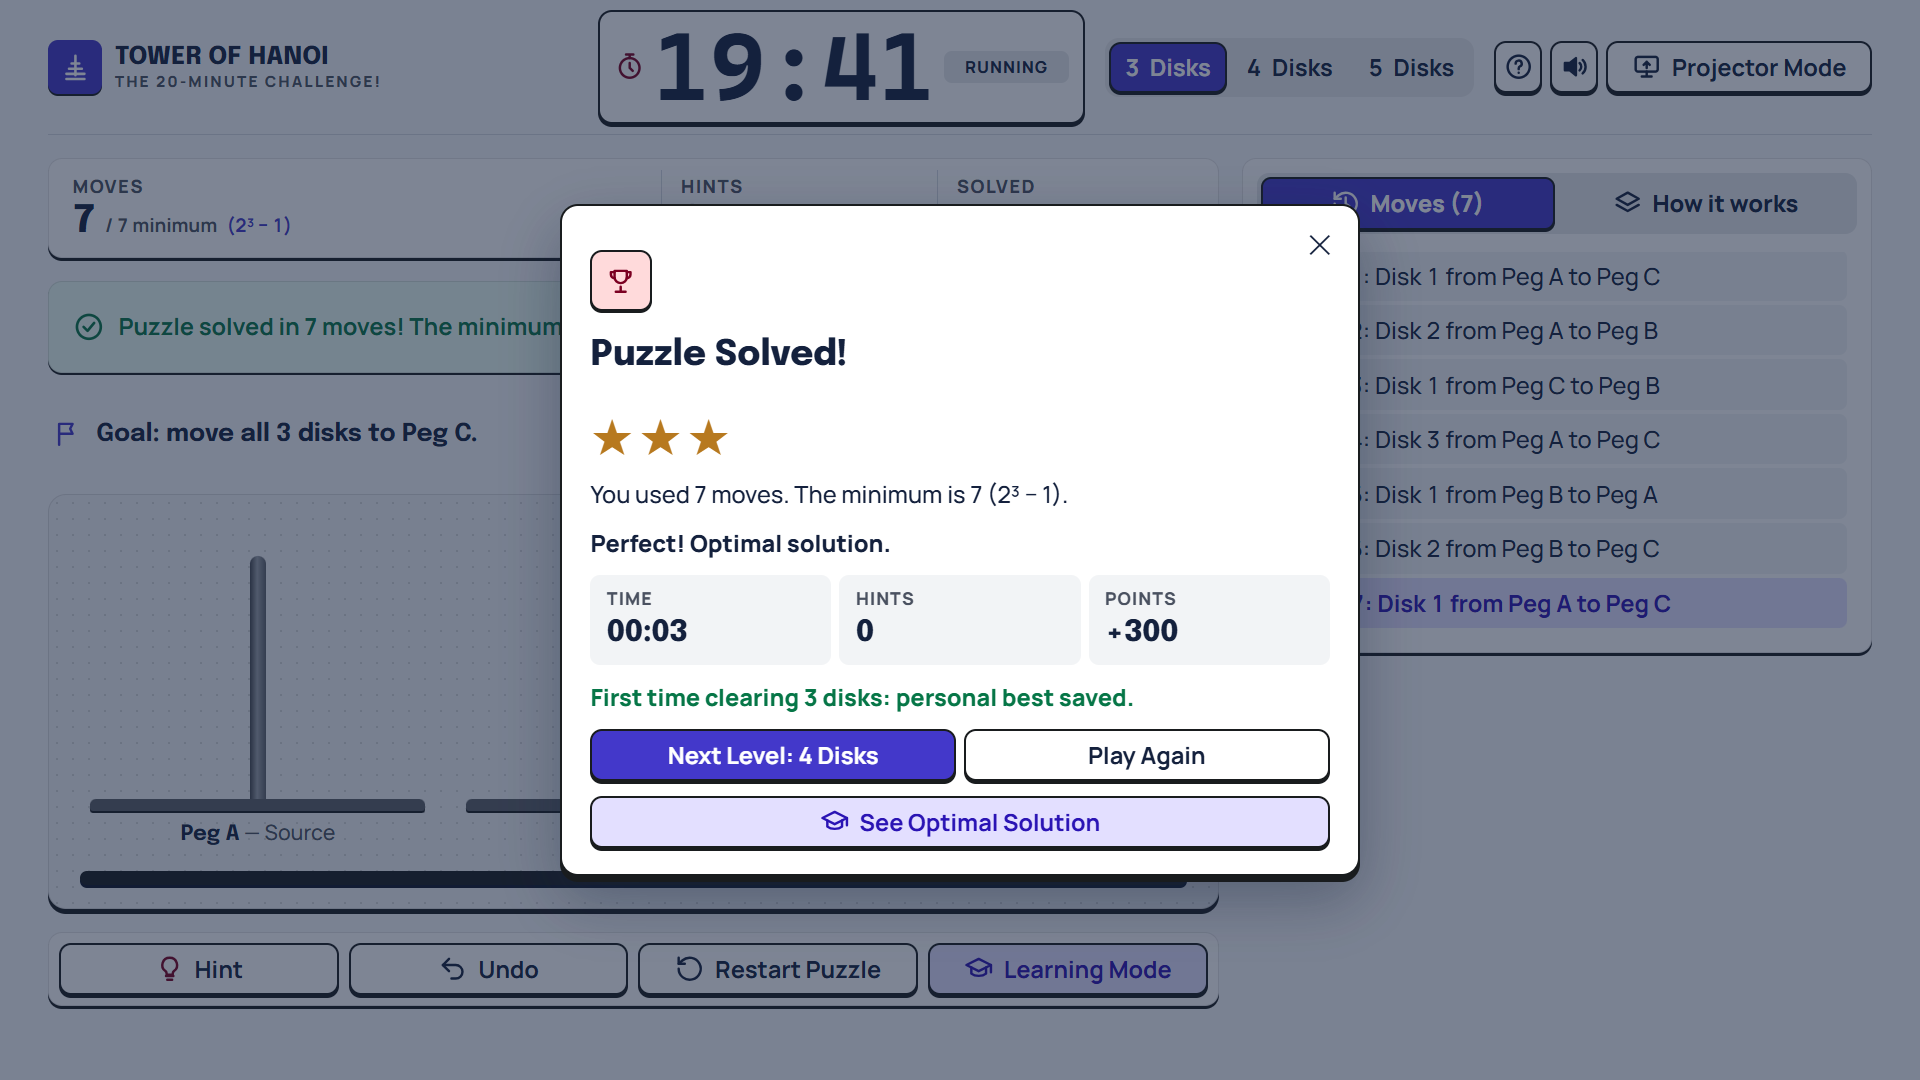 TOWER OF HANOI
THE 20-MINUTE CHALLENGE!
19:41
RUNNING
3 Disks
4 Disks
5 Disks
Projector Mode
MOVES
7 / 7 minimum (2³ − 1)
HINTS
SOLVED
Moves (7)
How it works
Puzzle solved in 7 moves! The minimum
Goal: move all 3 disks to Peg C.
: Disk 1 from Peg A to Peg C
: Disk 2 from Peg A to Peg B
: Disk 1 from Peg C to Peg B
: Disk 3 from Peg A to Peg C
: Disk 1 from Peg B to Peg A
: Disk 2 from Peg B to Peg C
: Disk 1 from Peg A to Peg C
Puzzle Solved!
You used 7 moves. The minimum is 7 (2³ − 1).
Perfect! Optimal solution.
TIME
00:03
HINTS
0
POINTS
+300
First time clearing 3 disks: personal best saved.
Next Level: 4 Disks
Play Again
See Optimal Solution
Peg A — Source
Hint
Undo
Restart Puzzle
Learning Mode